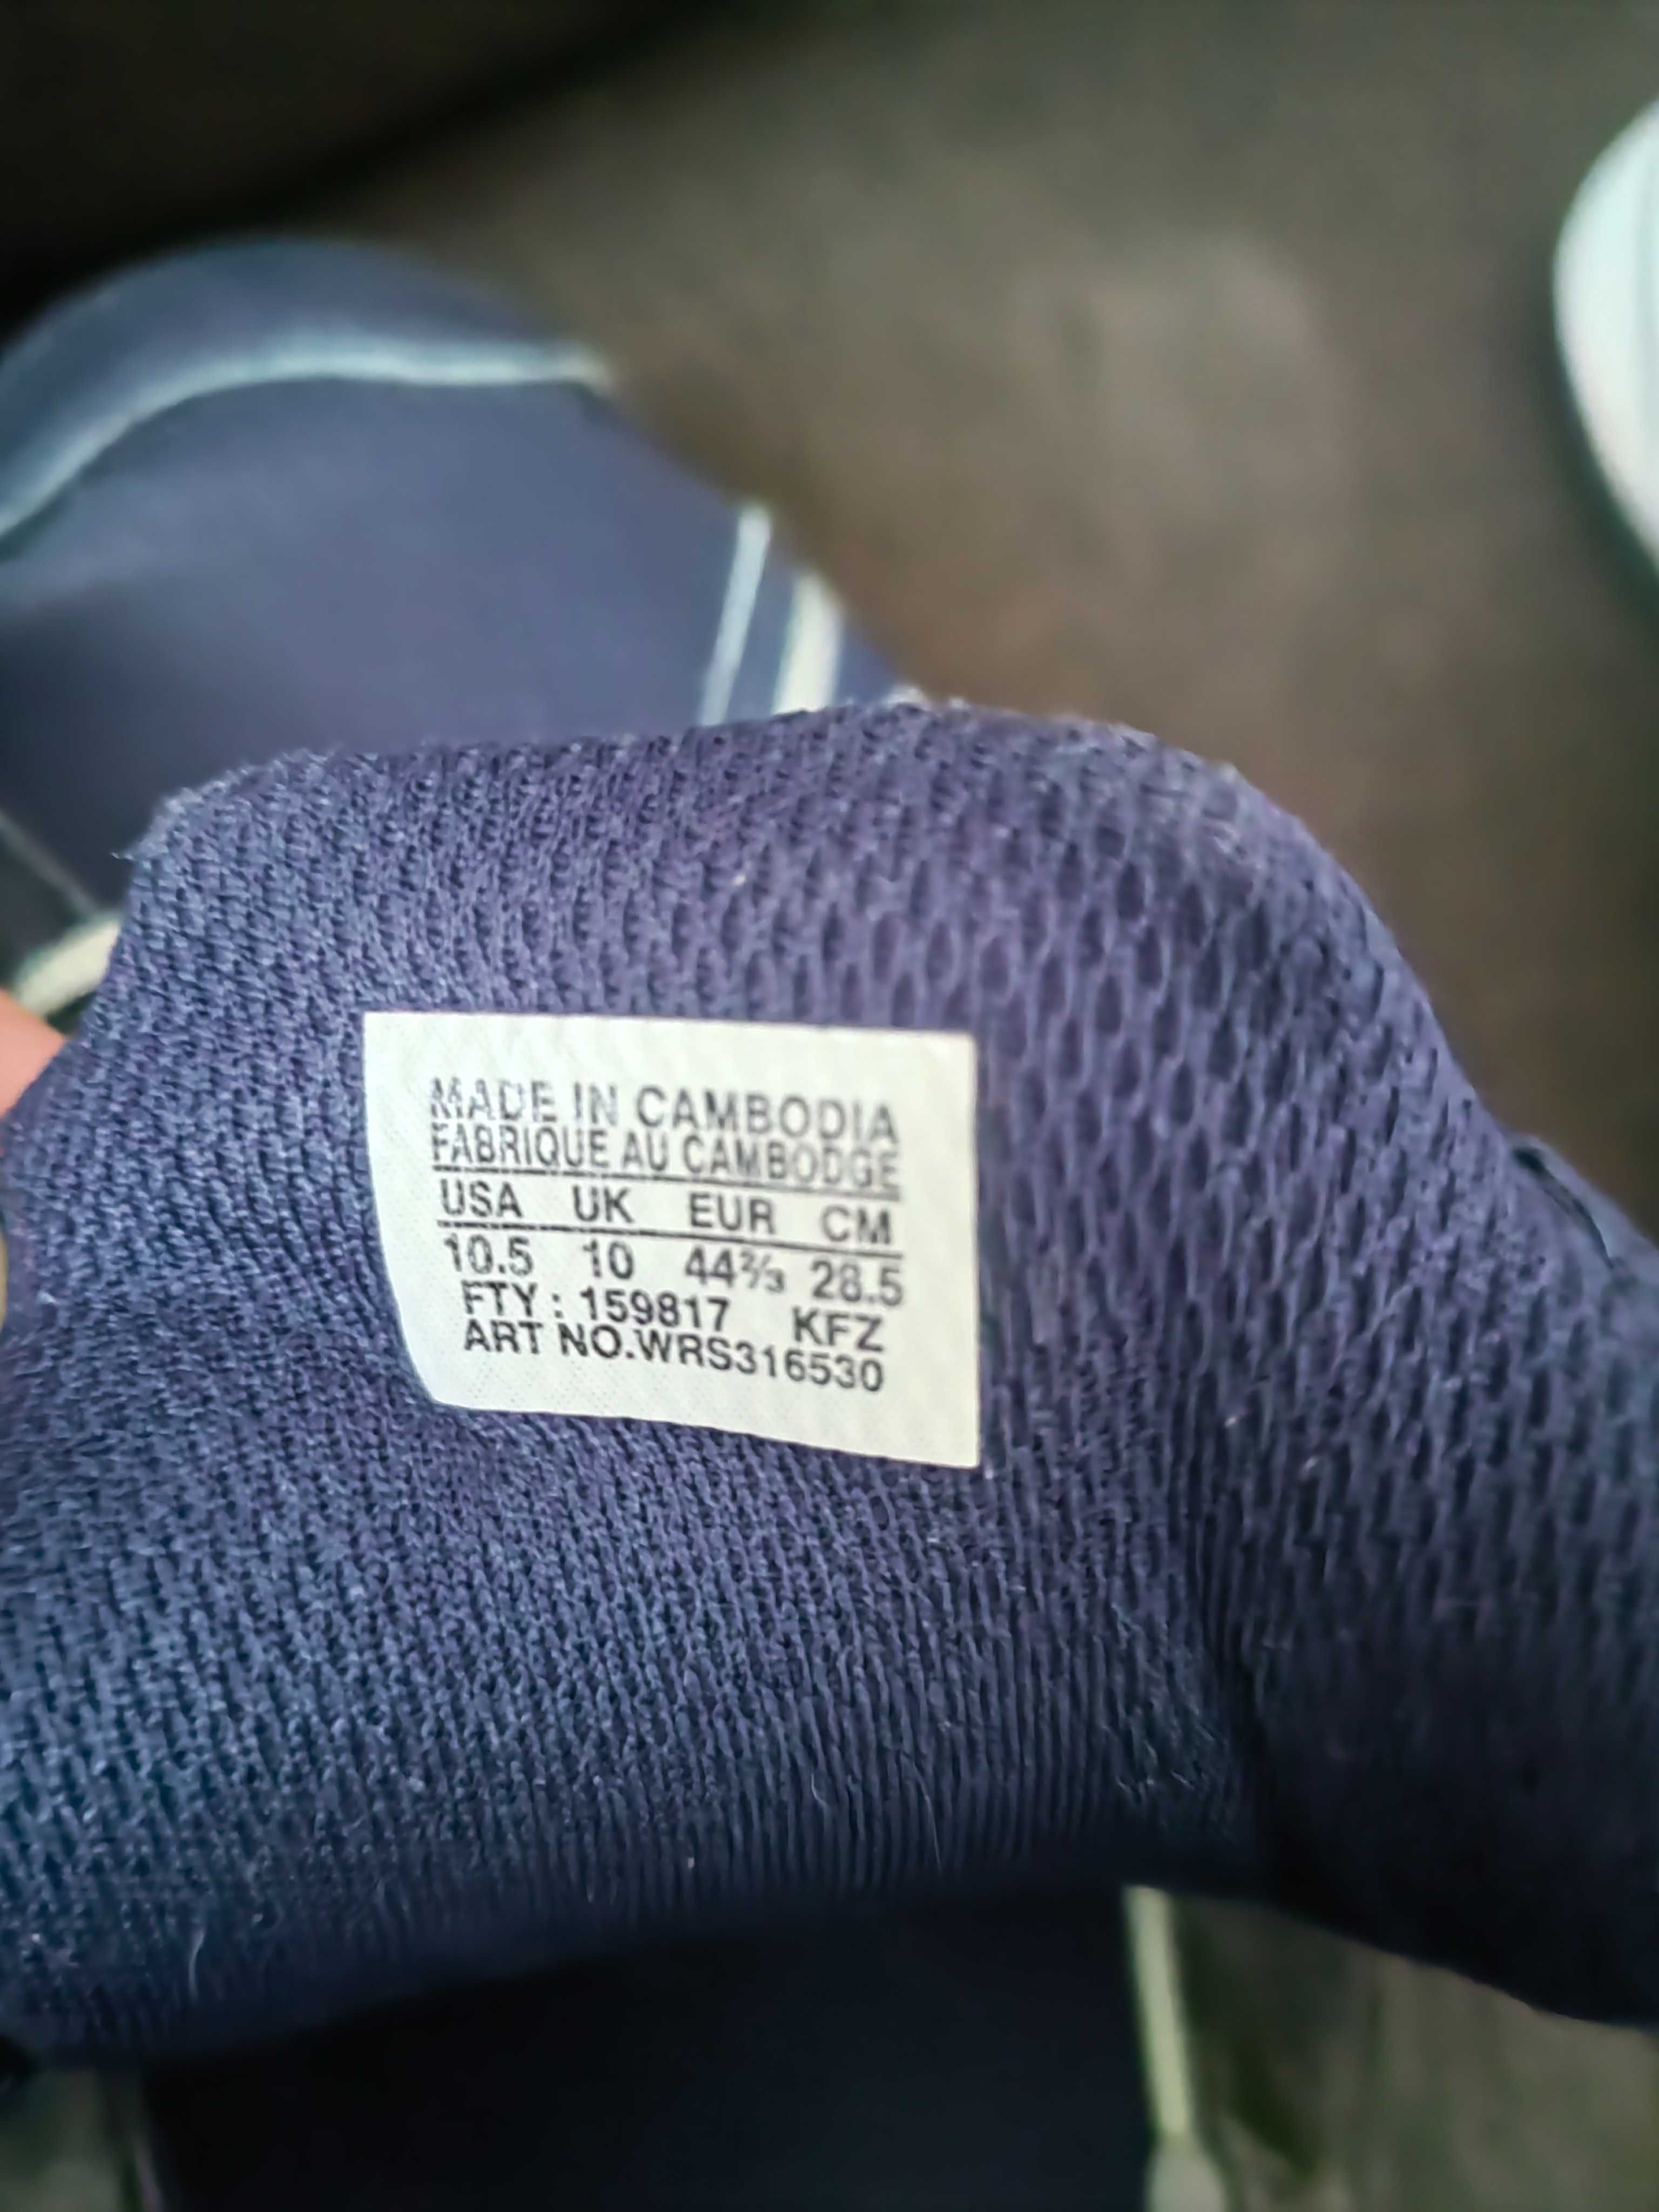 MADE IN CAMBODIA
FABRIQUE AU CAMBODGE
USA UK EUR CM
10.5 10 44⅔ 28.5
FTY : 159817 KFZ
ART NO.WRS316530